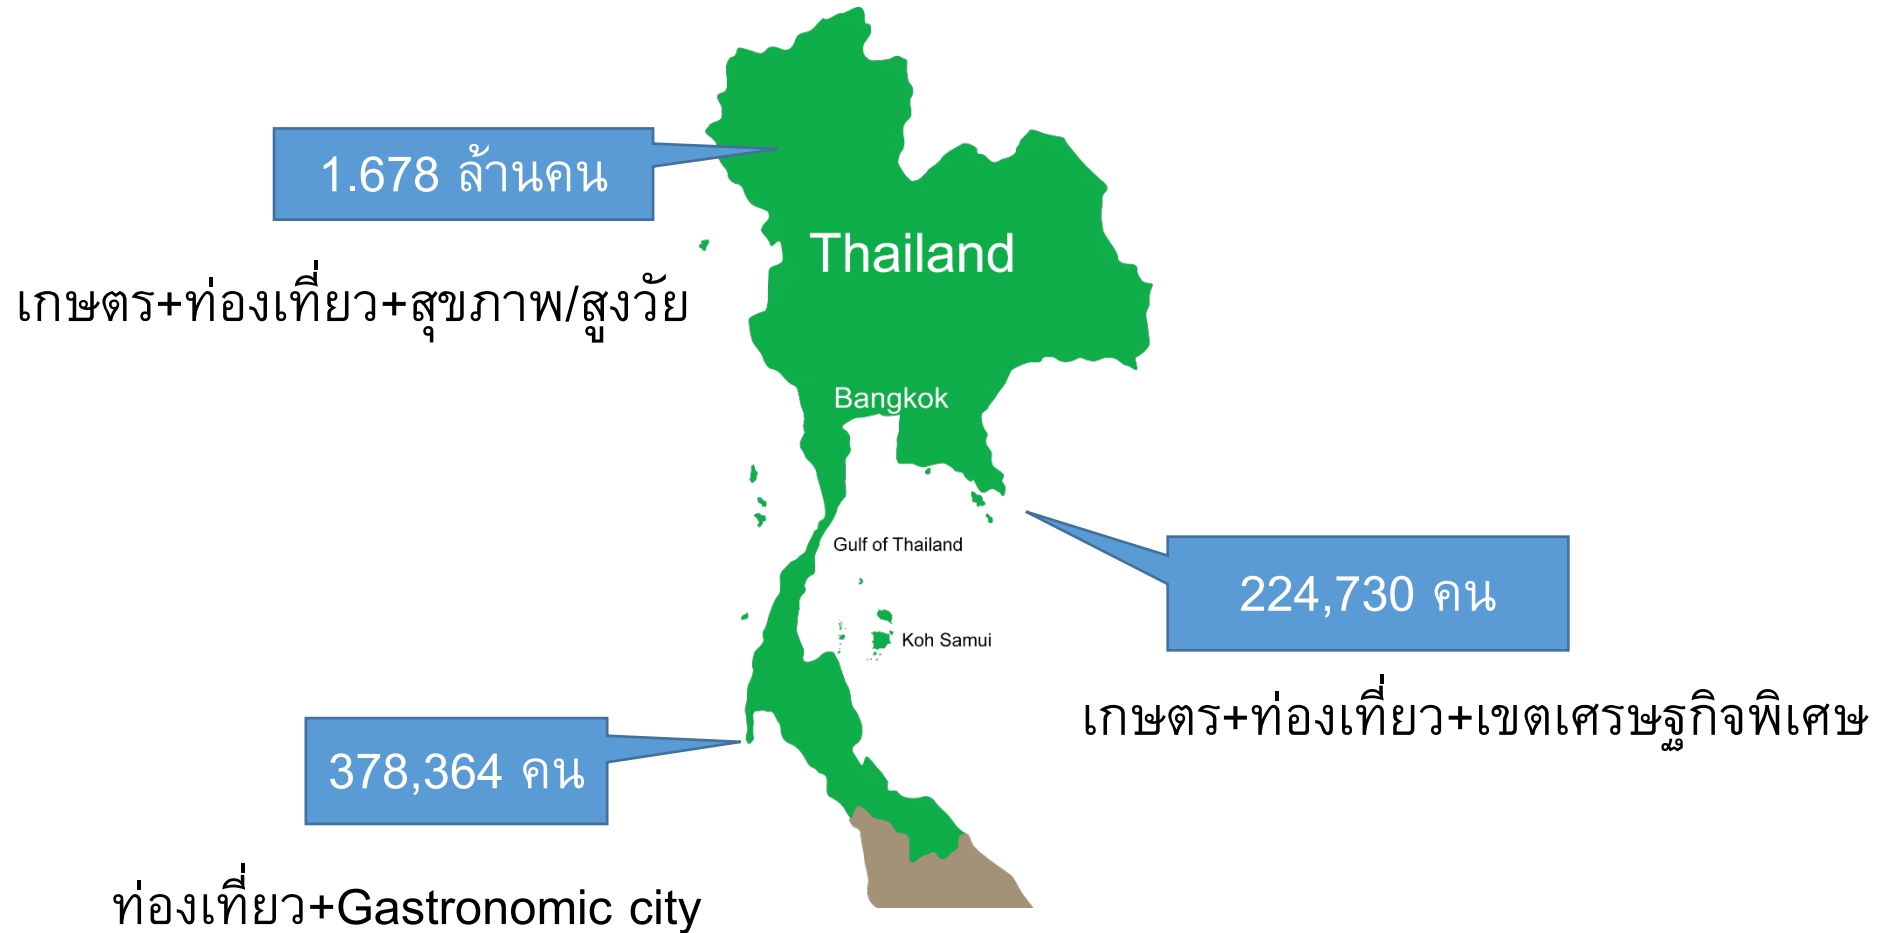 1.678 ล้านคน
เกษตร+ท่องเที่ยว+สุขภาพ/สูงวัย
Thailand
Bangkok
Gulf of Thailand
Koh Samui
224,730 คน
เกษตร+ท่องเที่ยว+เขตเศรษฐกิจพิเศษ
378,364 คน
ท่องเที่ยว+Gastronomic city